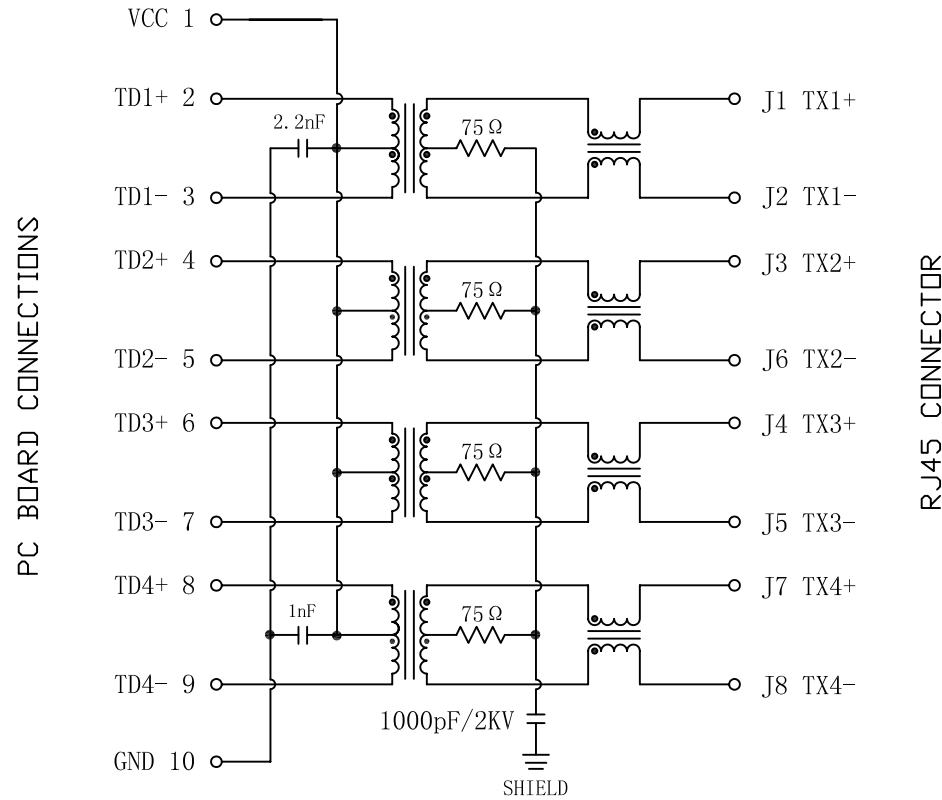 VCC 1
TD1+ 2
2.2nF
75Ω
J1 TX1+
TD1- 3
J2 TX1-
TD2+ 4
75Ω
J3 TX2+
TD2- 5
J6 TX2-
TD3+ 6
75Ω
J4 TX3+
TD3- 7
J5 TX3-
TD4+ 8
1nF
75Ω
J7 TX4+
TD4- 9
J8 TX4-
1000pF/2KV
GND 10
SHIELD
PC BOARD CONNECTIONS
RJ45 CONNECTOR